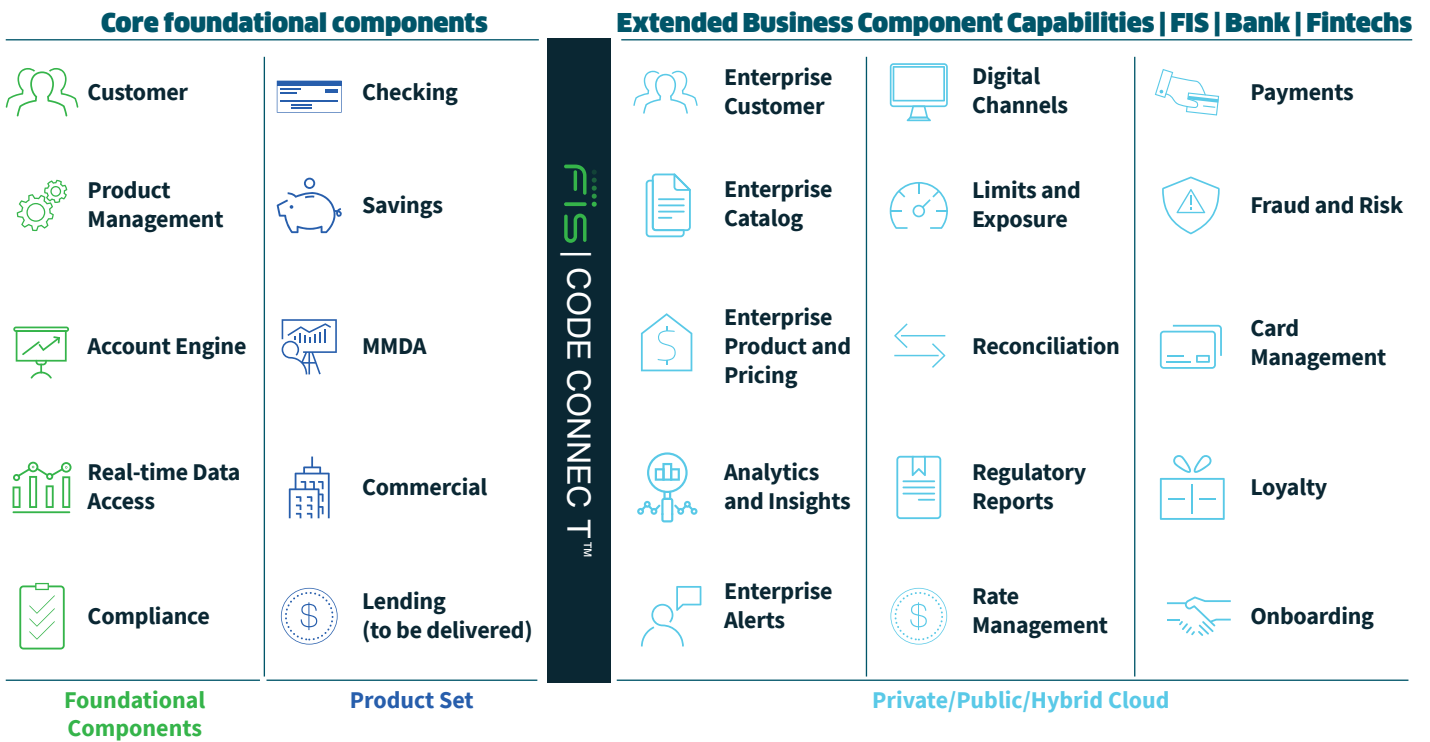 Core foundational components
Customer
Product
Management
Account Engine
Real-time Data
Access
Compliance
Foundational
Components
Checking
Savings
MMDA
Commercial
Lending
(to be delivered)
Product Set
FIS | CODE CONNEC T™
Extended Business Component Capabilities | FIS | Bank | Fintechs
Enterprise
Customer
Enterprise
Catalog
Enterprise
Product and
Pricing
Analytics
and Insights
Enterprise
Alerts
Digital
Channels
Limits and
Exposure
Reconciliation
Regulatory
Reports
Rate
Management
Payments
Fraud and Risk
Card
Management
Loyalty
Onboarding
Private/Public/Hybrid Cloud